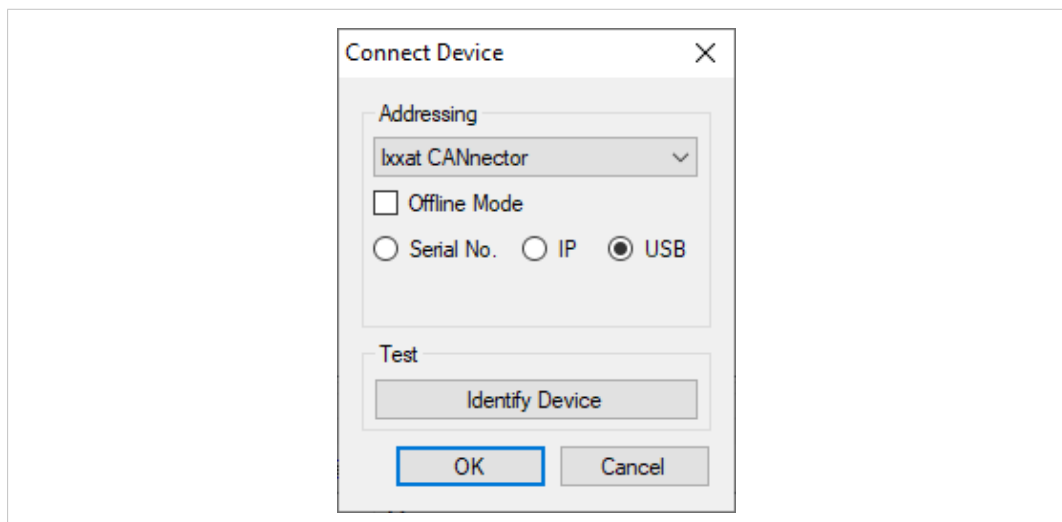 Connect Device
Addressing
Ixxat CANnector
Offline Mode
Serial No. IP USB
Test
Identify Device
OK Cancel